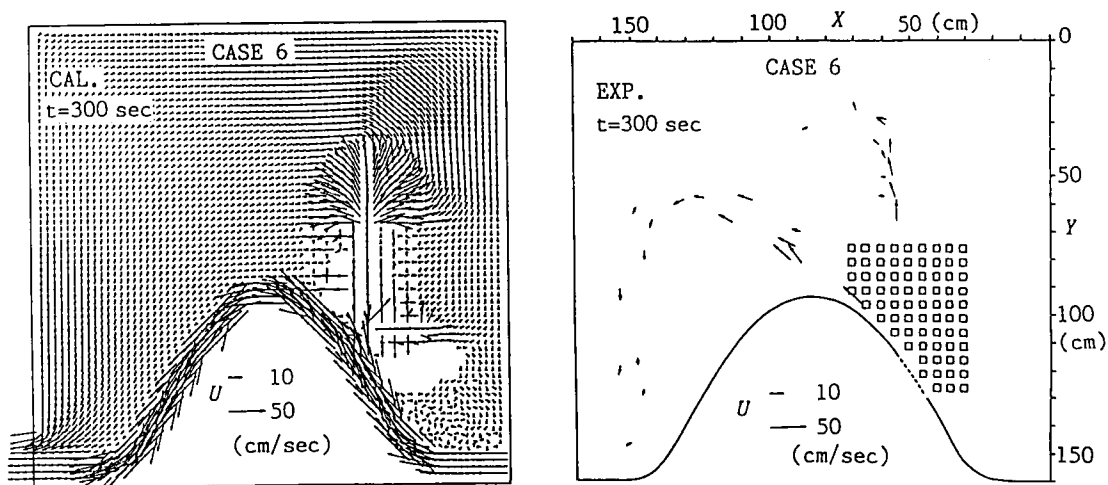 CASE 6
CAL.
t=300 sec
U
10
50
(cm/sec)
150
100
X
50 (cm)
0
CASE 6
EXP.
t=300 sec
50
Y
100
(cm)
U
10
50
(cm/sec)
150